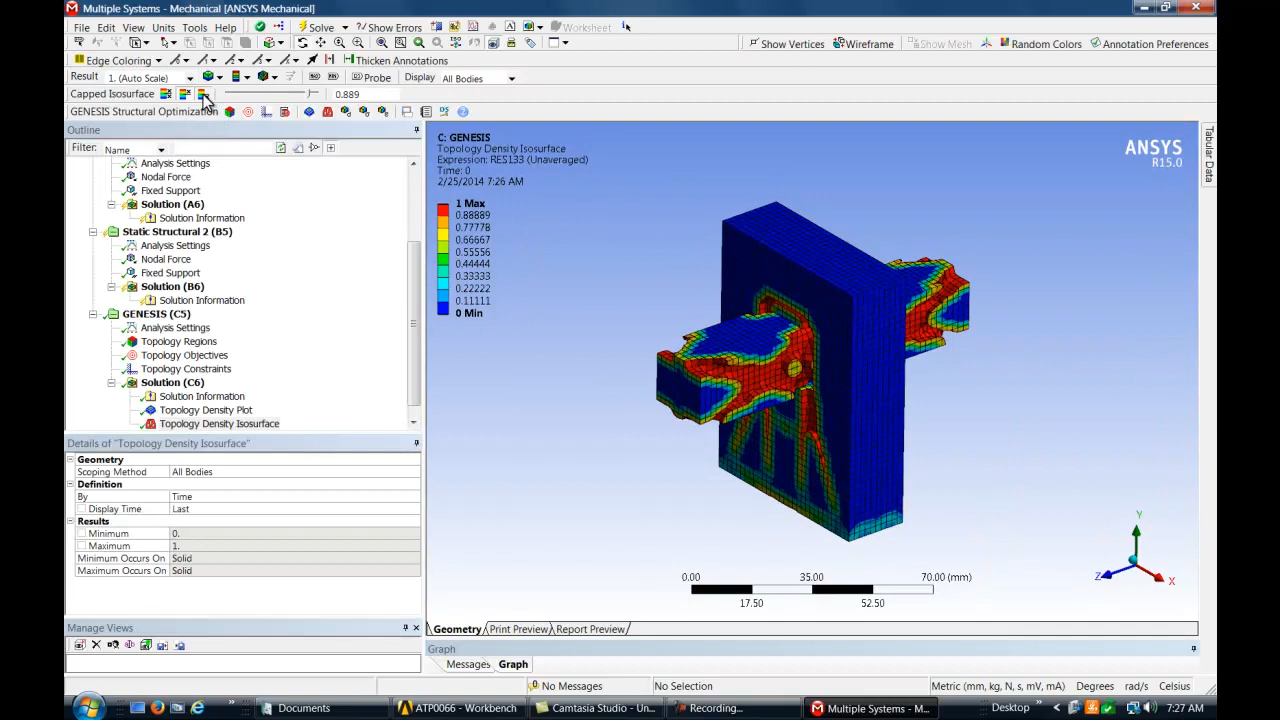 Multiple Systems - Mechanical [ANSYS Mechanical]
File Edit View Units Tools Help Solve Show Errors Worksheet
Show Vertices Wireframe Show Mesh Random Colors Annotation Preferences
Edge Coloring Thicken Annotations
Result 1. (Auto Scale) Probe Display All Bodies
Capped Isosurface 0.889
GENESIS Structural Optimization
Outline
Filter: Name
Analysis Settings
Nodal Force
Fixed Support
Solution (A6)
Solution Information
Static Structural 2 (B5)
Analysis Settings
Nodal Force
Fixed Support
Solution (B6)
Solution Information
GENESIS (C5)
Analysis Settings
Topology Regions
Topology Objectives
Topology Constraints
Solution (C6)
Solution Information
Topology Density Plot
Topology Density Isosurface
Details of "Topology Density Isosurface"
Geometry
Scoping Method All Bodies
Definition
By Time
Display Time Last
Results
Minimum 0.
Maximum 1.
Minimum Occurs On Solid
Maximum Occurs On Solid
Manage Views
C: GENESIS
Topology Density Isosurface
Expression: RES133 (Unaveraged)
Time: 0
2/25/2014 7:26 AM
1 Max
0.88889
0.77778
0.66667
0.55556
0.44444
0.33333
0.22222
0.11111
0 Min
ANSYS
R15.0
Tabular Data
Y
Z
X
0.00 35.00 70.00 (mm)
17.50 52.50
Geometry Print Preview Report Preview
Graph
Messages Graph
No Messages No Selection Metric (mm, kg, N, s, mV, mA) Degrees rad/s Celsius
Documents ATP0066 - Workbench Camtasia Studio - Un... Recording... Multiple Systems - M... Desktop 7:27 AM